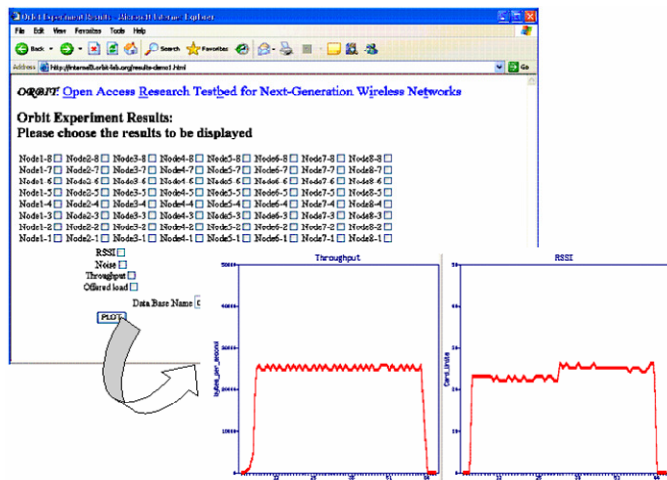 Orbit Experiment Results - Microsoft Internet Explorer
File Edit View Favorites Tools Help
Back Search Favorites
Address http://internal3.orbit-lab.org/results-demo1.html Go
ORBIT: Open Access Research Testbed for Next-Generation Wireless Networks
Orbit Experiment Results:
Please choose the results to be displayed
Node1-8 Node2-8 Node3-8 Node4-8 Node5-8 Node6-8 Node7-8 Node8-8
Node1-7 Node2-7 Node3-7 Node4-7 Node5-7 Node6-7 Node7-7 Node8-7
Node1-6 Node2-6 Node3-6 Node4-6 Node5-6 Node6-6 Node7-6 Node8-6
Node1-5 Node2-5 Node3-5 Node4-5 Node5-5 Node6-5 Node7-5 Node8-5
Node1-4 Node2-4 Node3-4 Node4-4 Node5-4 Node6-4 Node7-4 Node8-4
Node1-3 Node2-3 Node3-3 Node4-3 Node5-3 Node6-3 Node7-3 Node8-3
Node1-2 Node2-2 Node3-2 Node4-2 Node5-2 Node6-2 Node7-2 Node8-2
Node1-1 Node2-1 Node3-1 Node4-1 Node5-1 Node6-1 Node7-1 Node8-1
RSSI
Noise
Throughput
Offered load
Data Base Name
PLOT
Throughput
bytes_per_second
RSSI
Card_Units